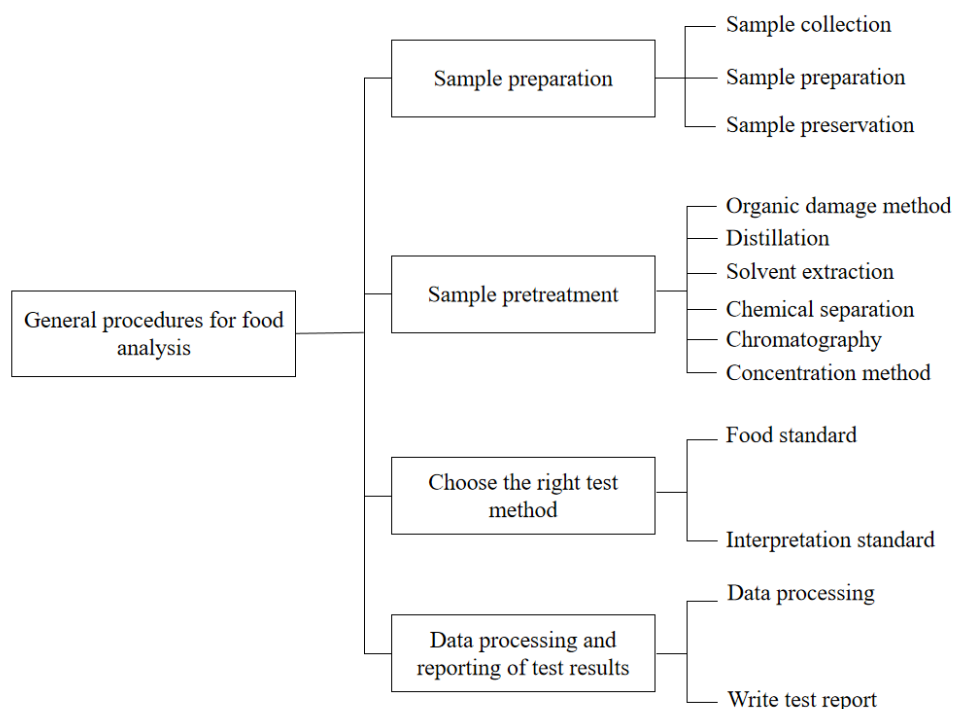 General procedures for food
analysis
Sample preparation
Sample collection
Sample preparation
Sample preservation
Sample pretreatment
Organic damage method
Distillation
Solvent extraction
Chemical separation
Chromatography
Concentration method
Choose the right test
method
Food standard
Interpretation standard
Data processing and
reporting of test results
Data processing
Write test report